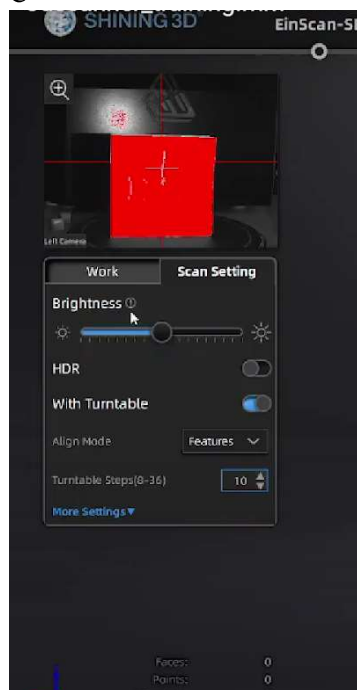 SHINING 3D®
EinScan-S
Left Camera
Work
Scan Setting
Brightness
HDR
With Turntable
Align Mode
Features
Turntable Steps(8-36)
10
More Settings▼
Faces: 0
Points: 0